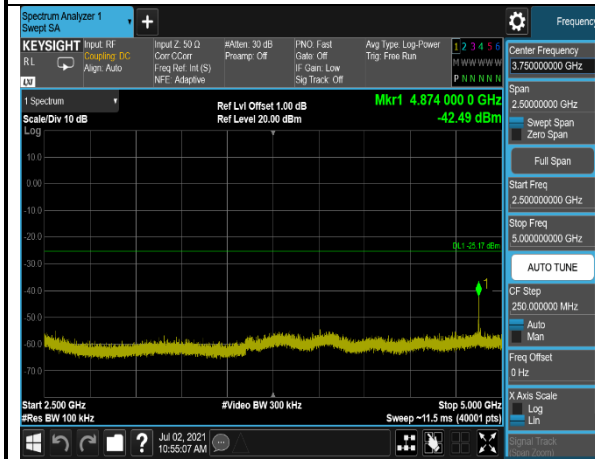 Spectrum Analyzer 1
Swept SA
+
Frequency
KEYSIGHT
RL
LXI
Input: RF
Coupling: DC
Align: Auto
Input Z: 50 Ω
Corr CCorr
Freq Ref: Int (S)
NFE: Adaptive
#Atten: 30 dB
Preamp: Off
PNO: Fast
Gate: Off
IF Gain: Low
Sig Track: Off
Avg Type: Log-Power
Trig: Free Run
1 2 3 4 5 6
M W W W W W
P N N N N N
1 Spectrum
Scale/Div 10 dB
Log
Ref Lvl Offset 1.00 dB
Ref Level 20.00 dBm
Mkr1 4.874 000 0 GHz
-42.49 dBm
10.0
0.00
-10.0
-20.0
-30.0
-40.0
-50.0
-60.0
-70.0
DL1 -25.17 dBm
1
Start 2.500 GHz
#Res BW 100 kHz
#Video BW 300 kHz
Stop 5.000 GHz
Sweep ~11.5 ms (40001 pts)
Center Frequency
3.750000000 GHz
Span
2.50000000 GHz
Swept Span
Zero Span
Full Span
Start Freq
2.500000000 GHz
Stop Freq
5.000000000 GHz
AUTO TUNE
CF Step
250.000000 MHz
Auto
Man
Freq Offset
0 Hz
X Axis Scale
Log
Lin
Signal Track
(Span Zoom)
?
Jul 02, 2021
10:55:07 AM